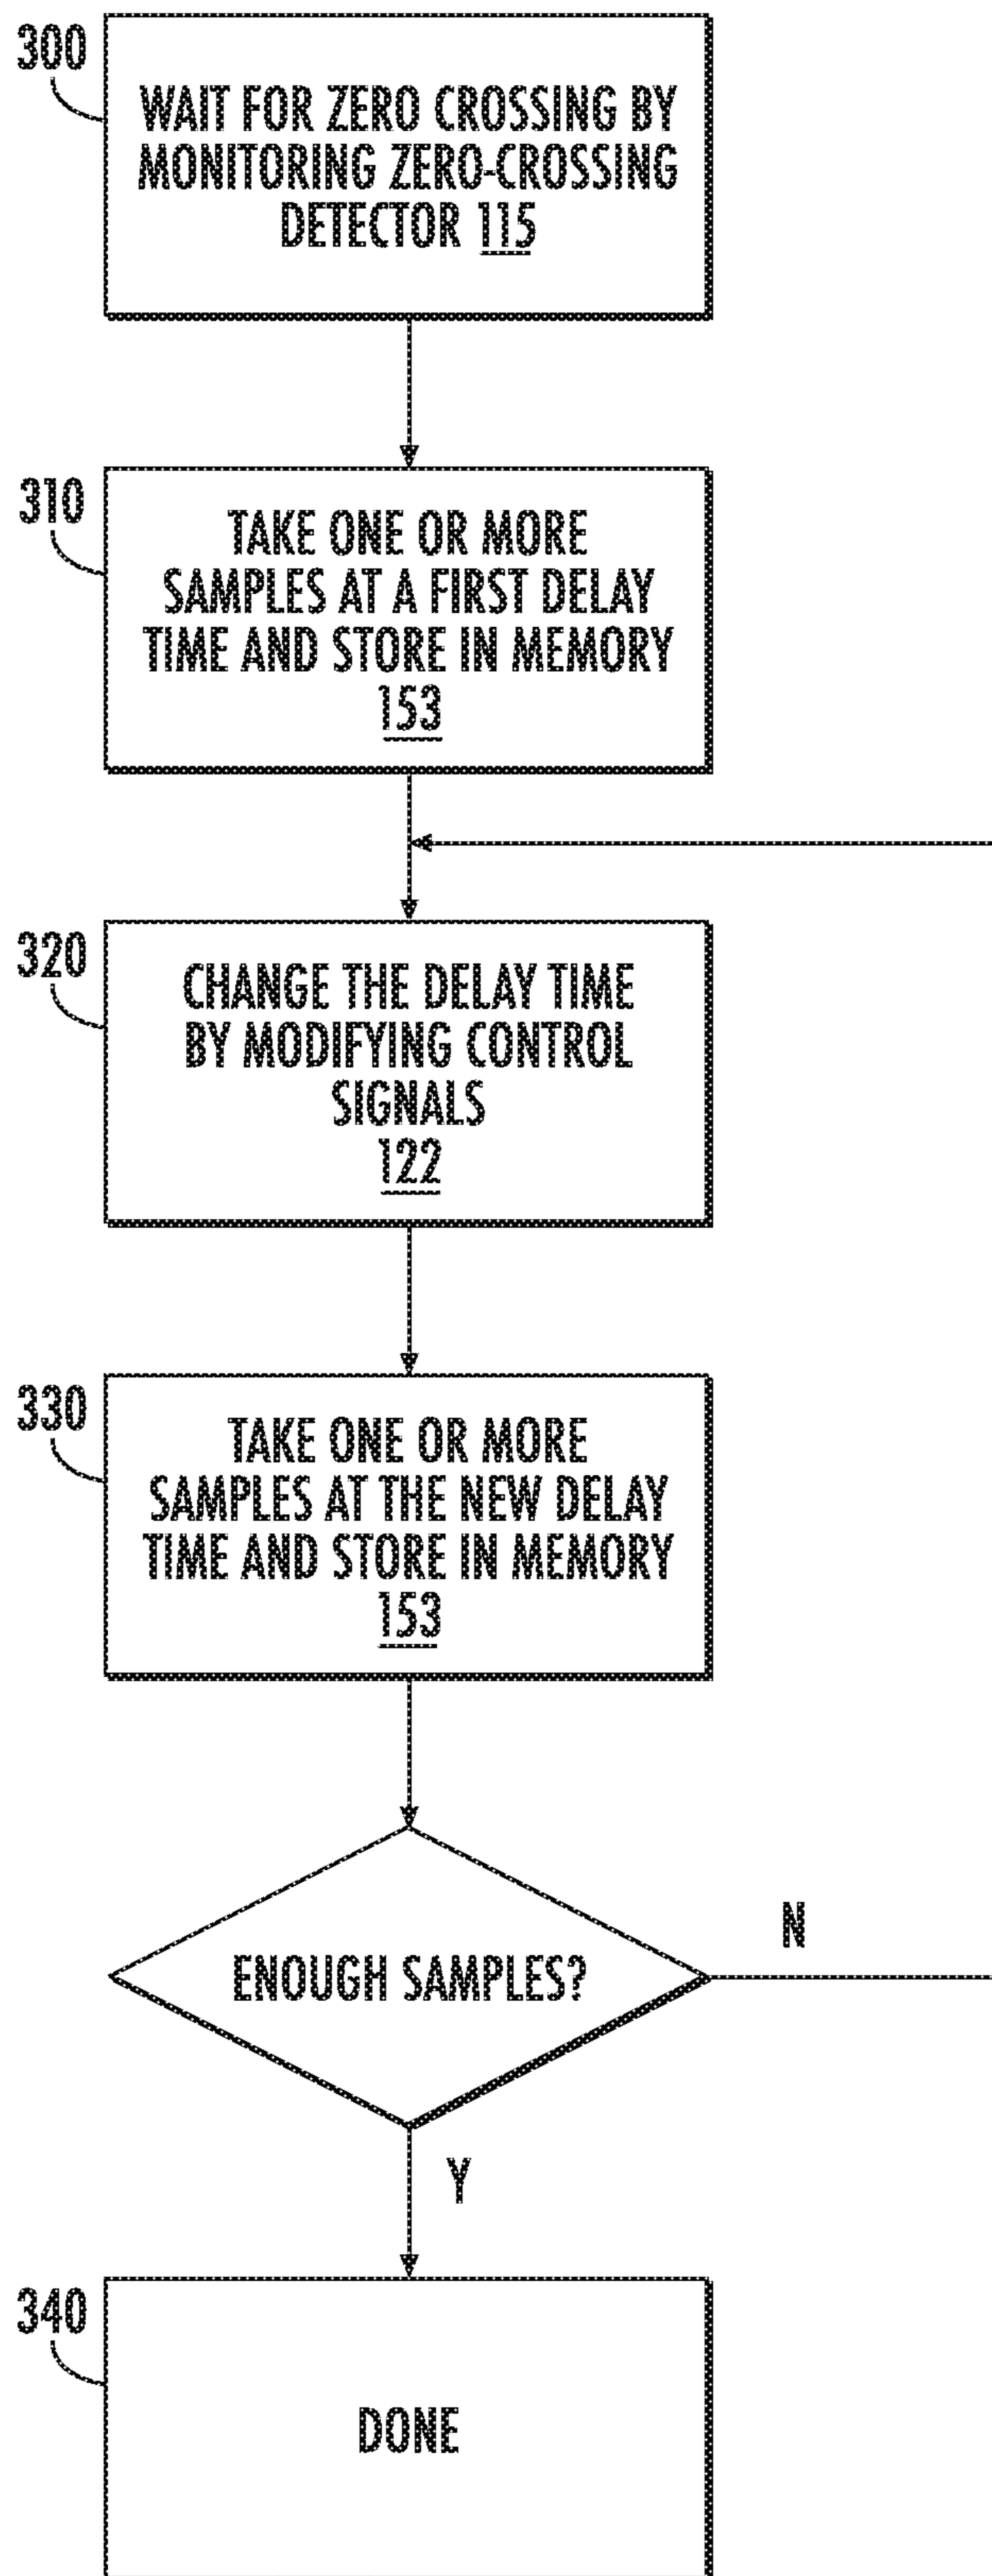 300
WAIT FOR ZERO CROSSING BY
MONITORING ZERO-CROSSING
DETECTOR 115
310
TAKE ONE OR MORE
SAMPLES AT A FIRST DELAY
TIME AND STORE IN MEMORY
153
320
CHANGE THE DELAY TIME
BY MODIFYING CONTROL
SIGNALS
122
330
TAKE ONE OR MORE
SAMPLES AT THE NEW DELAY
TIME AND STORE IN MEMORY
153
ENOUGH SAMPLES?
N
Y
340
DONE